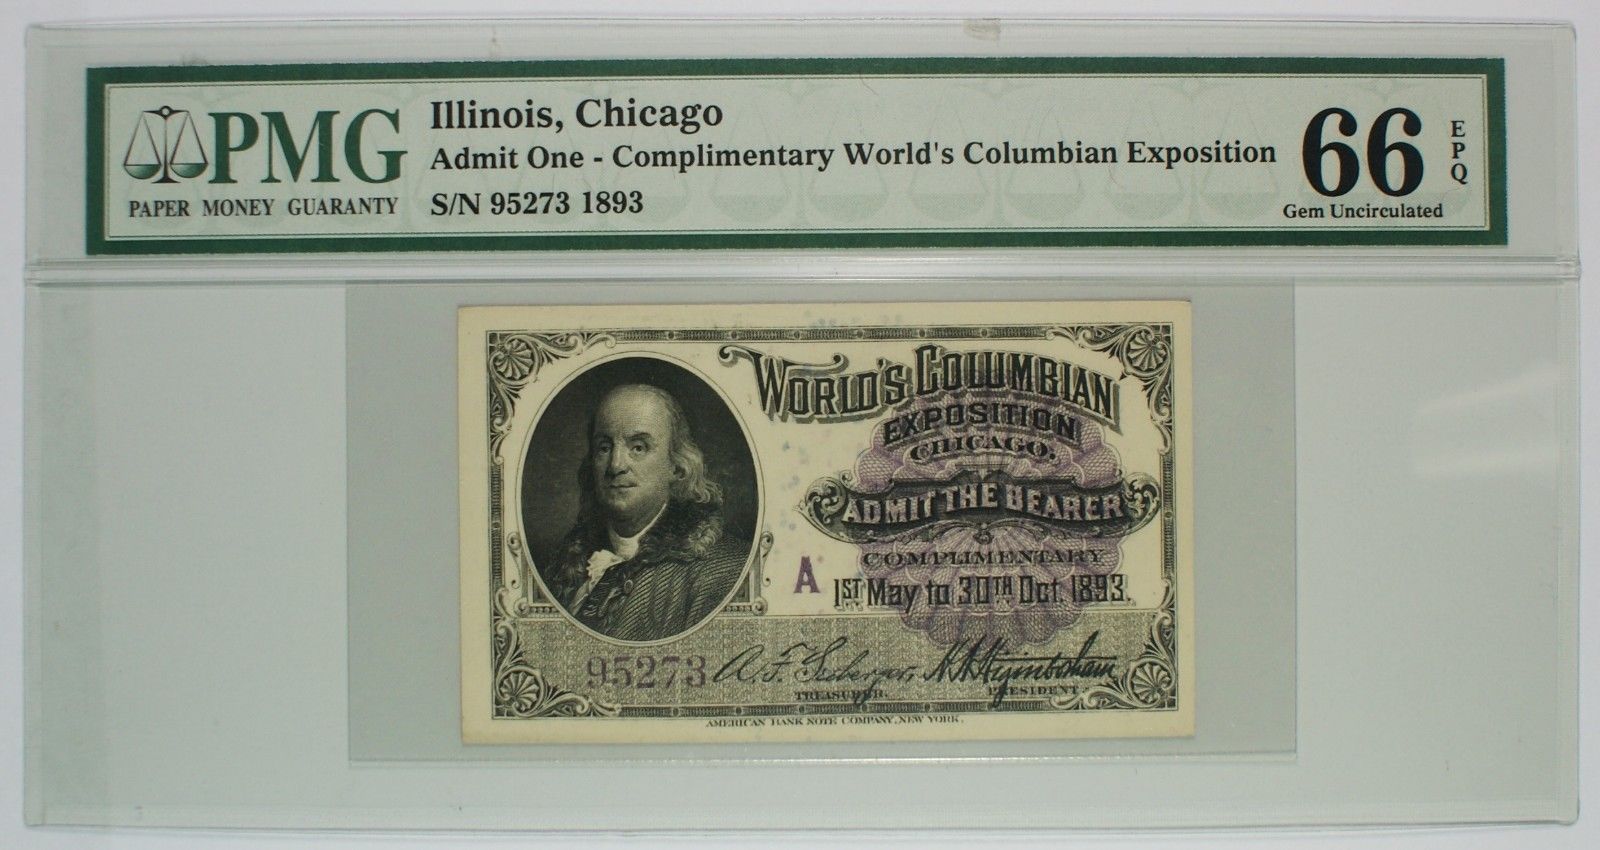 PMG
PAPER MONEY GUARANTY
Illinois, Chicago
Admit One - Complimentary World's Columbian Exposition
S/N 95273 1893
66
EPQ
Gem Uncirculated
WORLD'S COLUMBIAN
EXPOSITION
CHICAGO.
ADMIT THE BEARER
COMPLIMENTARY
A 1ST May to 30TH Oct. 1893.
95273 A. F. Seeberger, H N Higinbotham
TREASURER. PRESIDENT.
AMERICAN BANK NOTE COMPANY, NEW YORK.